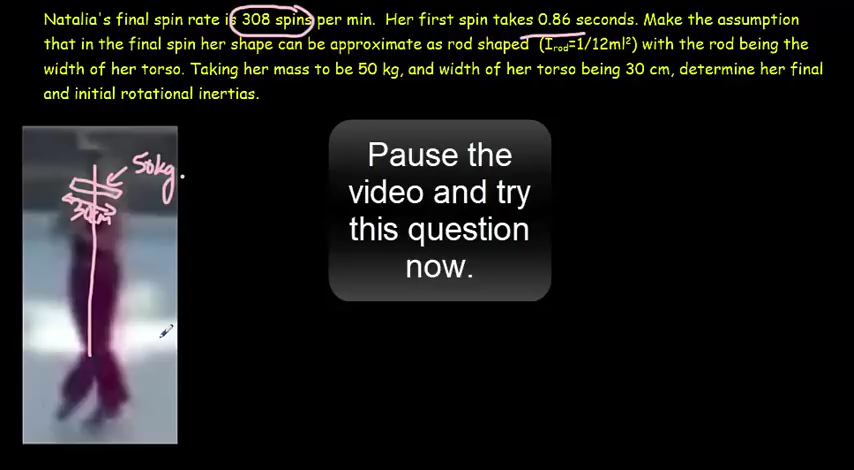 Natalia's final spin rate is 308 spins per min. Her first spin takes 0.86 seconds. Make the assumption
that in the final spin her shape can be approximate as rod shaped (Irod=1/12ml²) with the rod being the
width of her torso. Taking her mass to be 50 kg, and width of her torso being 30 cm, determine her final
and initial rotational inertias.
50kg.
30cm
Pause the
video and try
this question
now.